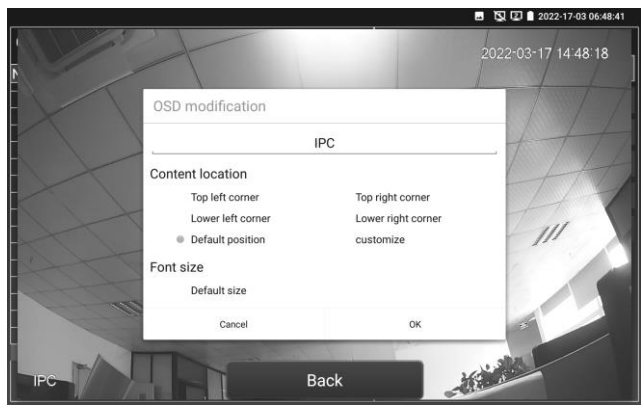 2022-17-03 06:48:41
2022-03-17 14:48:18
OSD modification
IPC
Content location
Top left corner
Top right corner
Lower left corner
Lower right corner
Default position
customize
Font size
Default size
Cancel
OK
IPC
Back